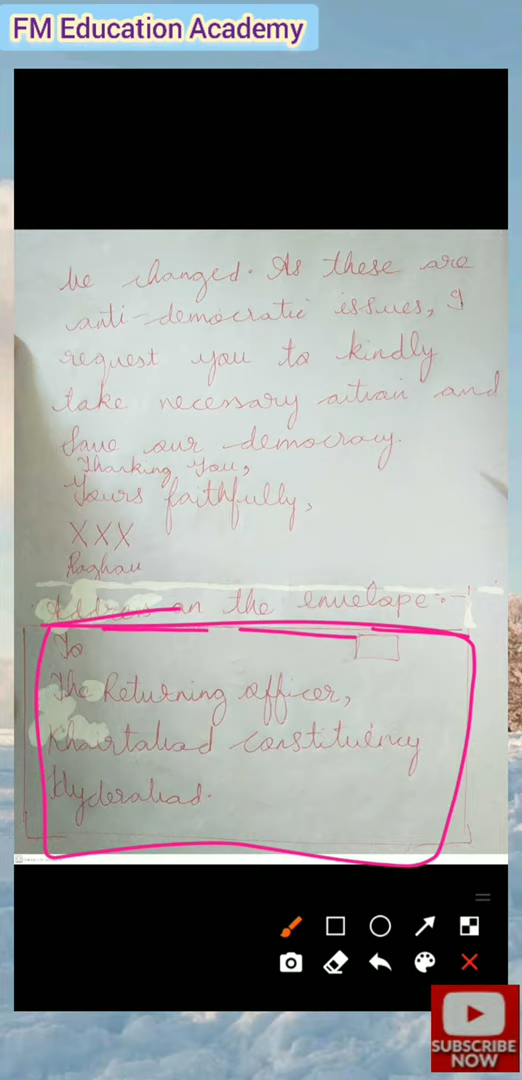 FM Education Academy
be changed. As these are
anti-democratic issues, I
request you to kindly
take necessary action and
save our democracy.
Thanking You,
Yours faithfully,
XXX
Raghav
Address on the envelope:-
To
The Returning officer,
Khairtabad constituency
Hyderabad.
SUBSCRIBE
NOW